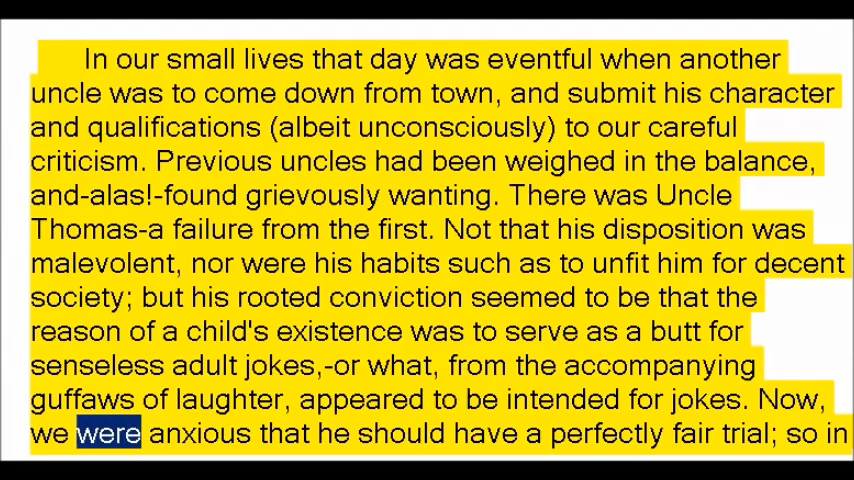 In our small lives that day was eventful when another
uncle was to come down from town, and submit his character
and qualifications (albeit unconsciously) to our careful
criticism. Previous uncles had been weighed in the balance,
and-alas!-found grievously wanting. There was Uncle
Thomas-a failure from the first. Not that his disposition was
malevolent, nor were his habits such as to unfit him for decent
society; but his rooted conviction seemed to be that the
reason of a child's existence was to serve as a butt for
senseless adult jokes,-or what, from the accompanying
guffaws of laughter, appeared to be intended for jokes. Now,
we were anxious that he should have a perfectly fair trial; so in